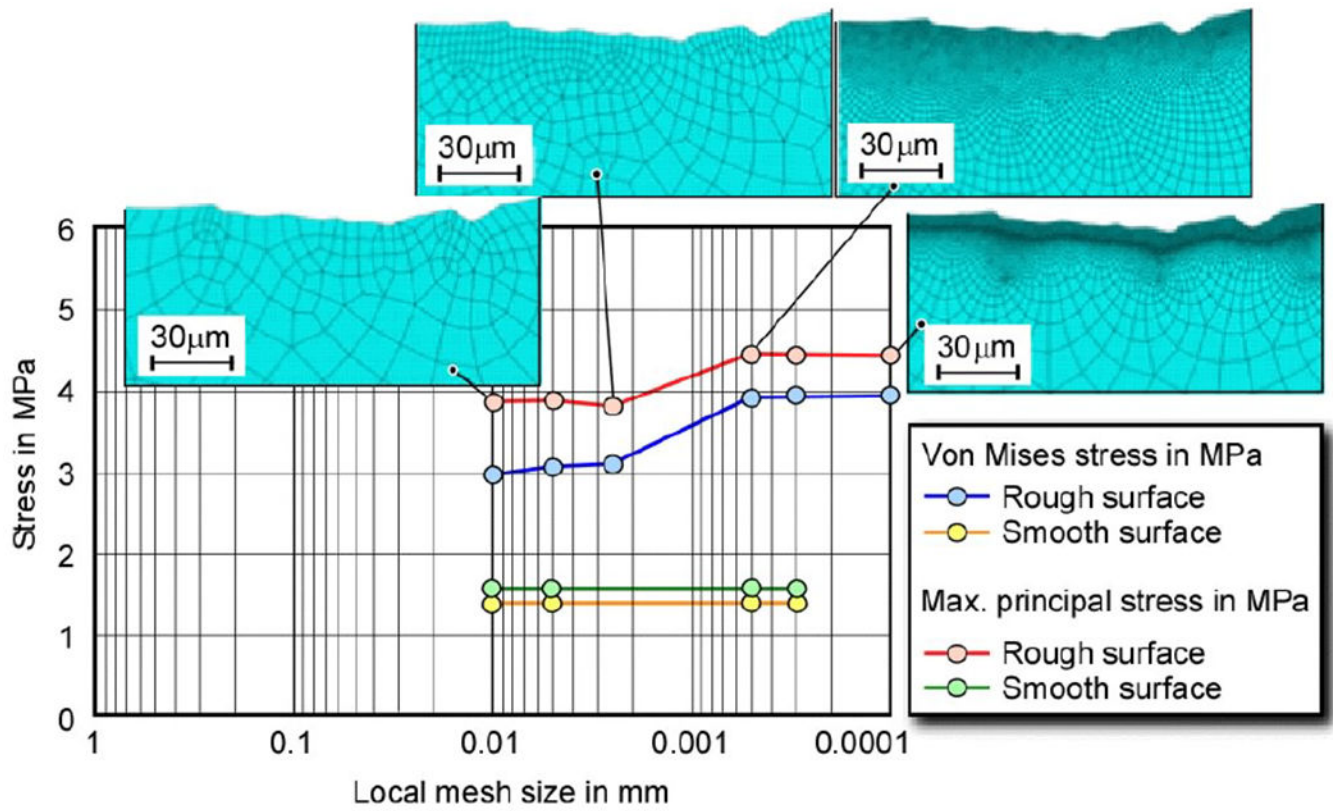 30μm
30μm
30μm
30μm
6
5
4
3
2
1
0
Stress in MPa
1
0.1
0.01
0.001
0.0001
Local mesh size in mm
Von Mises stress in MPa
Rough surface
Smooth surface
Max. principal stress in MPa
Rough surface
Smooth surface